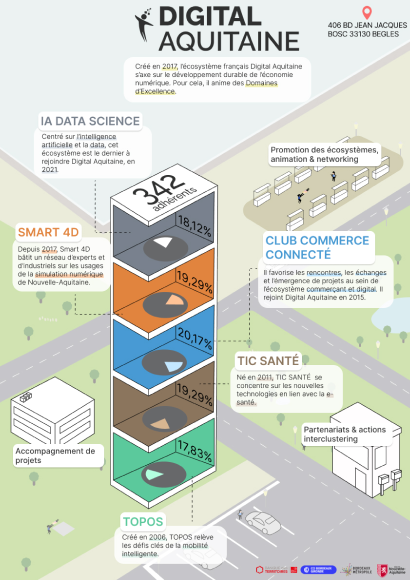 DIGITAL
AQUITAINE
406 BD JEAN JACQUES
BOSC 33130 BEGLES
Créé en 2017, l'écosystème français Digital Aquitaine
s'axe sur le développement durable de l'économie
numérique. Pour cela, il anime des Domaines
d'Excellence.
IA DATA SCIENCE
Centré sur l'intelligence
artificielle et la data, cet
écosystème est le dernier à
rejoindre Digital Aquitaine, en
2021.
Promotion des écosystèmes,
animation & networking
342
adhérents
18,12%
SMART 4D
Depuis 2017, Smart 4D
bâtit un réseau d'experts et
d'industriels sur les usages
de la simulation numérique
de Nouvelle-Aquitaine.
19,29%
CLUB COMMERCE
CONNECTÉ
Il favorise les rencontres, les échanges
et l'émergence de projets au sein de
l'écosystème commerçant et digital. Il
rejoint Digital Aquitaine en 2015.
20,17%
TIC SANTÉ
Né en 2011, TIC SANTÉ se
concentre sur les nouvelles
technologies en lien avec la e-
santé.
19,29%
Accompagnement de
projets
Partenariats & actions
interclustering
17,83%
TOPOS
Créé en 2006, TOPOS relève
les défis clés de la mobilité
intelligente.
BORDEAUX
MÉTROPOLE
Nouvelle-
Aquitaine